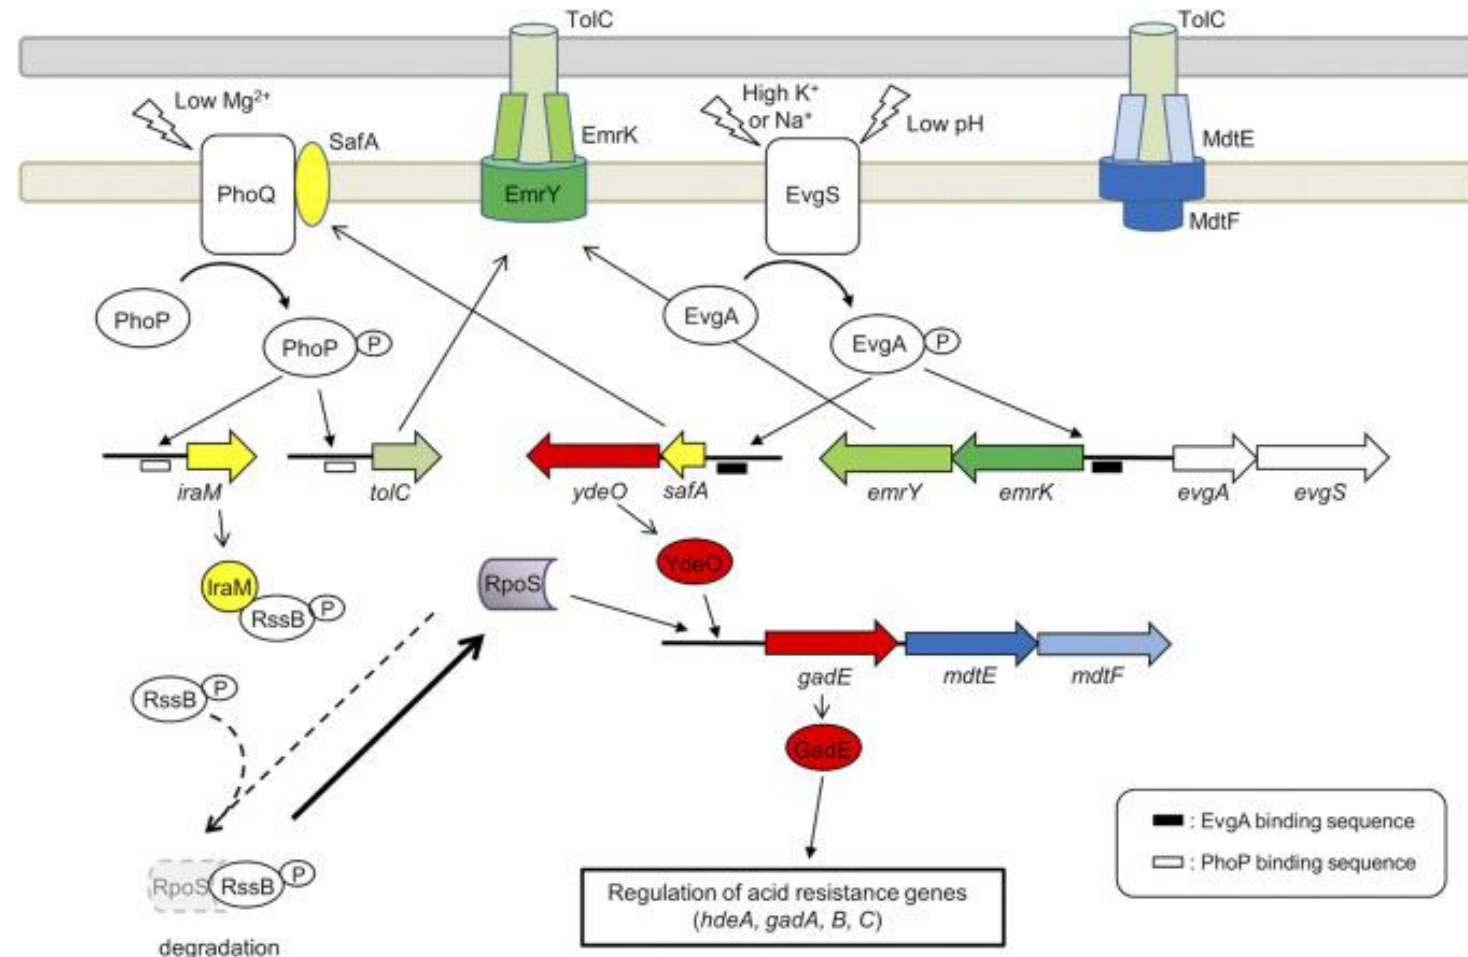 TolC
TolC
Low Mg²⁺
High K⁺
or Na⁺
Low pH
SafA
EmrK
MdtE
PhoQ
EmrY
EvgS
MdtF
PhoP
PhoP
P
EvgA
EvgA
P
iraM
tolC
ydeO
safA
emrY
emrK
evgA
evgS
IraM
RssB
P
RpoS
YdeO
gadE
mdtE
mdtF
RssB
P
GadE
RpoS
RssB
P
degradation
Regulation of acid resistance genes
(hdeA, gadA, B, C)
: EvgA binding sequence
: PhoP binding sequence